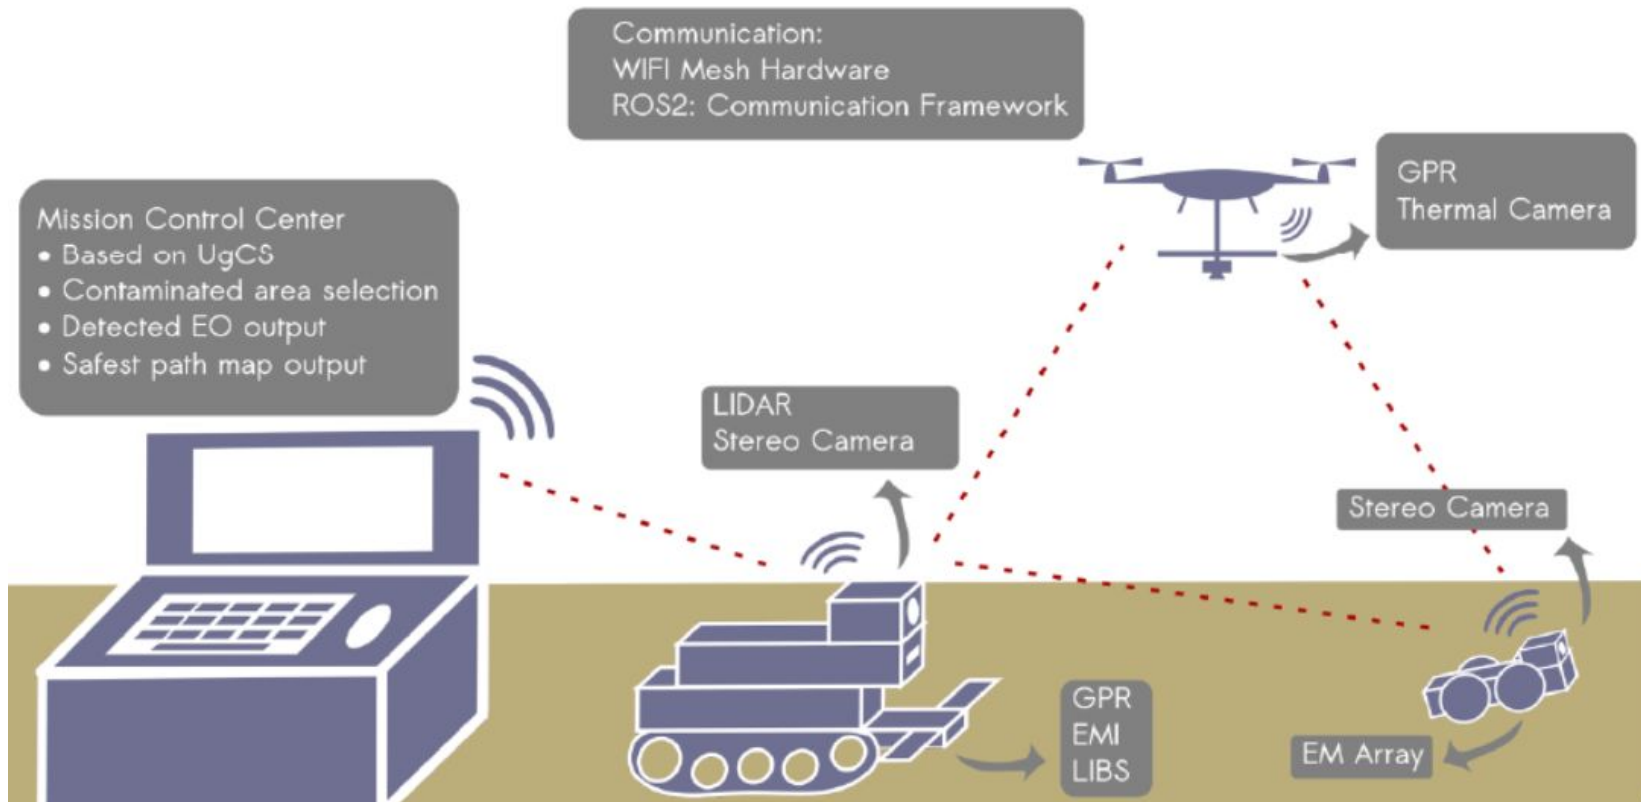 Communication:
WIFI Mesh Hardware
ROS2: Communication Framework
GPR
Thermal Camera
Mission Control Center
• Based on UgCS
• Contaminated area selection
• Detected EO output
• Safest path map output
LIDAR
Stereo Camera
Stereo Camera
GPR
EMI
LIBS
EM Array